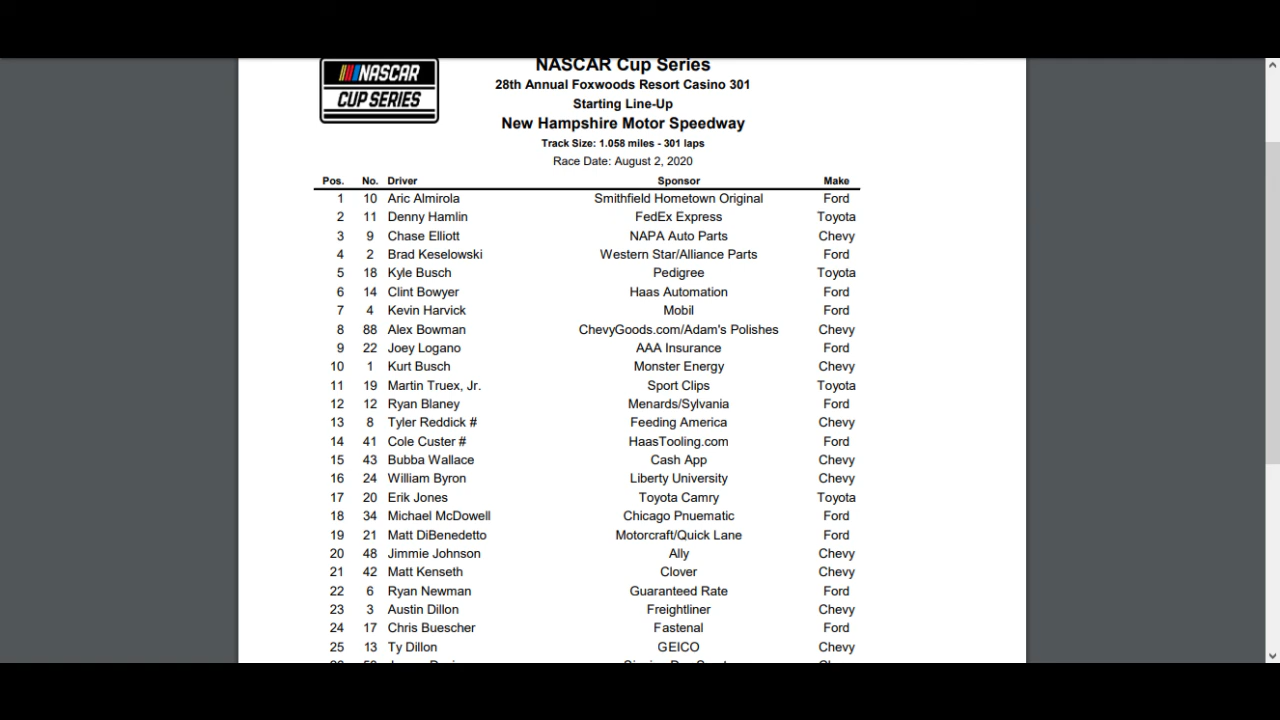 NASCAR
CUP SERIES
NASCAR Cup Series
28th Annual Foxwoods Resort Casino 301
Starting Line-Up
New Hampshire Motor Speedway
Track Size: 1.058 miles - 301 laps
Race Date: August 2, 2020
Pos. No. Driver Sponsor Make
1 10 Aric Almirola Smithfield Hometown Original Ford
2 11 Denny Hamlin FedEx Express Toyota
3 9 Chase Elliott NAPA Auto Parts Chevy
4 2 Brad Keselowski Western Star/Alliance Parts Ford
5 18 Kyle Busch Pedigree Toyota
6 14 Clint Bowyer Haas Automation Ford
7 4 Kevin Harvick Mobil Ford
8 88 Alex Bowman ChevyGoods.com/Adam's Polishes Chevy
9 22 Joey Logano AAA Insurance Ford
10 1 Kurt Busch Monster Energy Chevy
11 19 Martin Truex, Jr. Sport Clips Toyota
12 12 Ryan Blaney Menards/Sylvania Ford
13 8 Tyler Reddick # Feeding America Chevy
14 41 Cole Custer # HaasTooling.com Ford
15 43 Bubba Wallace Cash App Chevy
16 24 William Byron Liberty University Chevy
17 20 Erik Jones Toyota Camry Toyota
18 34 Michael McDowell Chicago Pnuematic Ford
19 21 Matt DiBenedetto Motorcraft/Quick Lane Ford
20 48 Jimmie Johnson Ally Chevy
21 42 Matt Kenseth Clover Chevy
22 6 Ryan Newman Guaranteed Rate Ford
23 3 Austin Dillon Freightliner Chevy
24 17 Chris Buescher Fastenal Ford
25 13 Ty Dillon GEICO Chevy